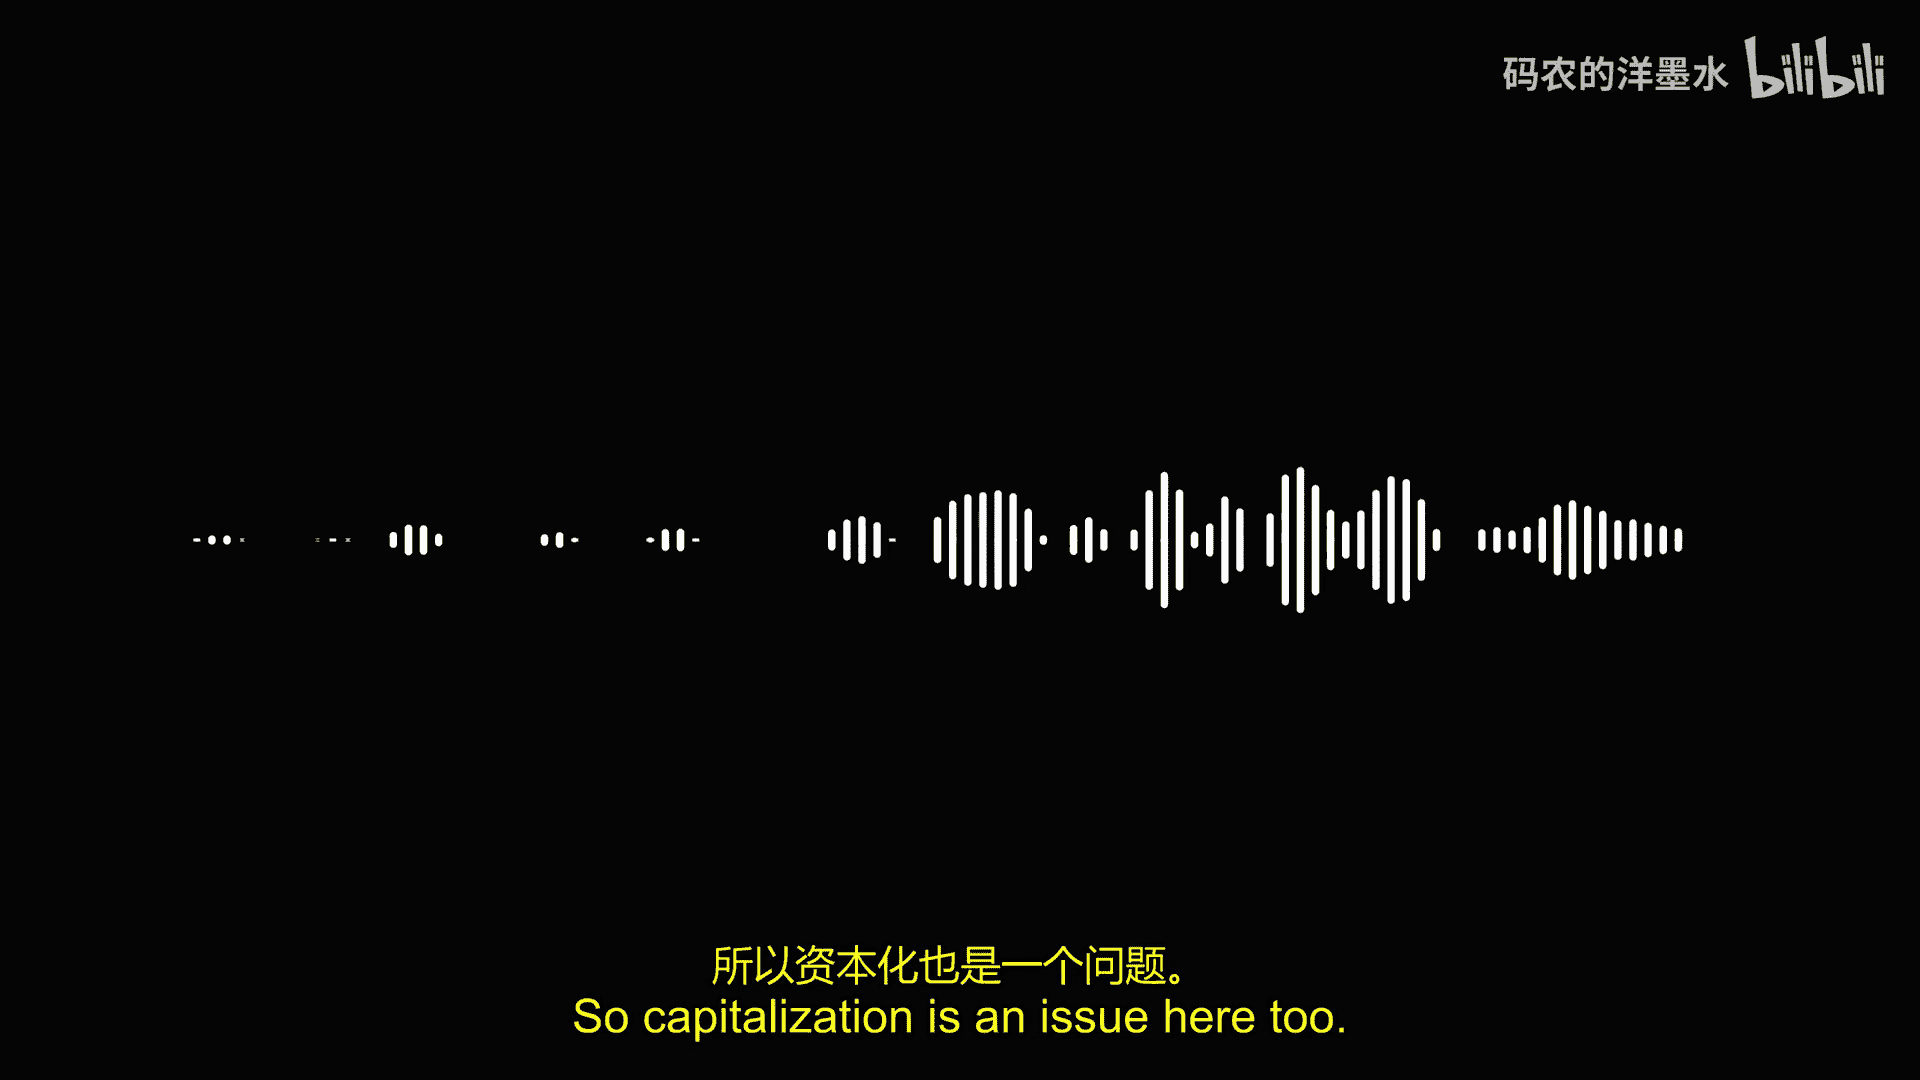 码农的洋墨水 bilibili
所以资本化也是一个问题。
So capitalization is an issue here too.